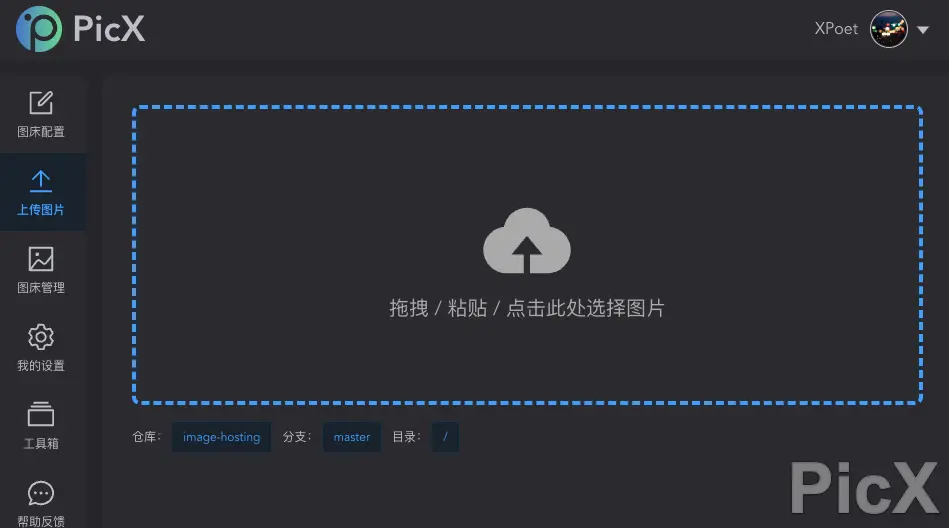 PicX
XPoet
图床配置
上传图片
图床管理
我的设置
工具箱
帮助反馈
拖拽 / 粘贴 / 点击此处选择图片
仓库: image-hosting 分支: master 目录: /
PicX